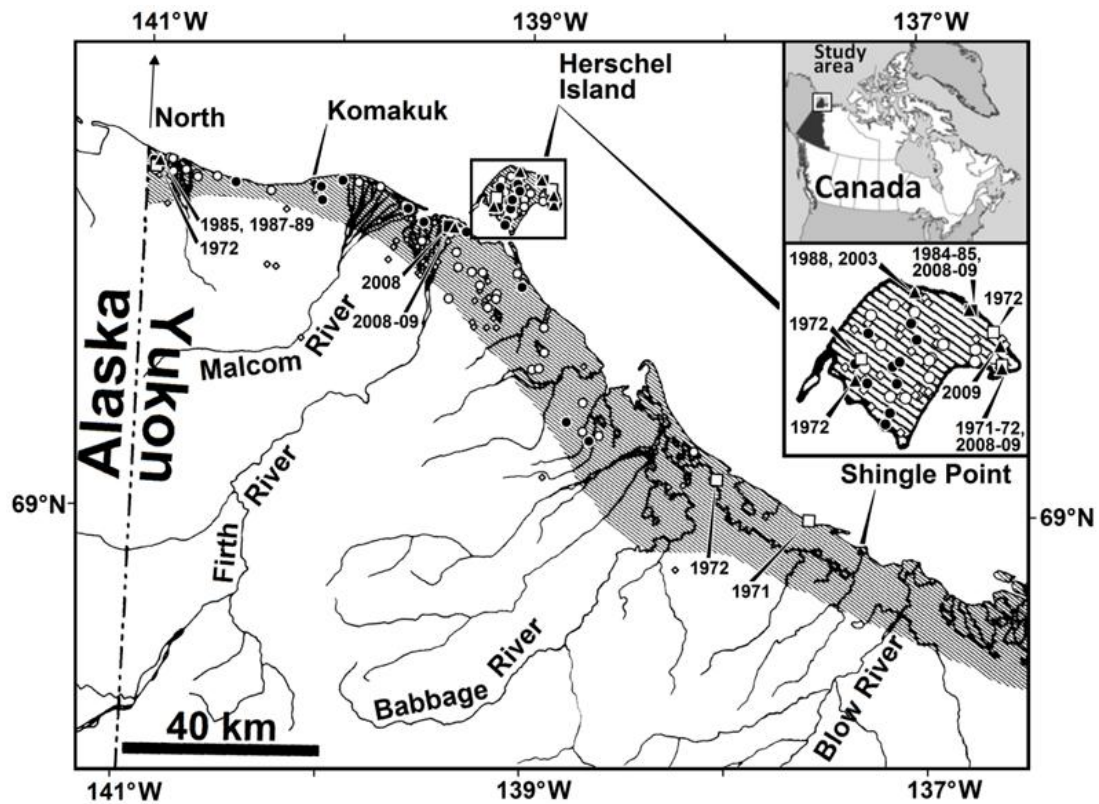 141°W
139°W
137°W
Herschel
Island
Study
area
North
Komakuk
Canada
1985, 1987-89
1972
2008
2008-09
1988, 2003
1984-85,
2008-09
1972
1972
2009
1972
1971-72,
2008-09
Alaska
Yukon
Malcom River
Shingle Point
69°N
69°N
Firth River
1972
1971
Babbage River
Blow River
40 km
141°W
139°W
137°W